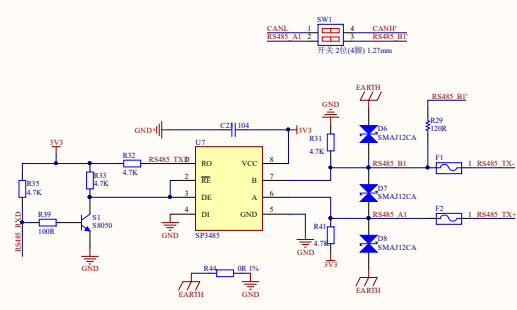 SW1
CANL 1 4 CANH'
RS485_A1 2 3 RS485_B1'
开关 2位(4脚) 1.27mm
EARTH
RS485_B1'
GND
D6
SMAJ12CA
R29
120R
GND
C23 104
3V3
R31
4.7K
3V3
U7
R32
4.7K
RS485_TXD
RO VCC 8
RS485_B1
F1
1 RS485_TX-
R35
4.7K
R33
4.7K
2 RE B 7
D7
SMAJ12CA
3 DE A 6
RS485_A1
F2
1 RS485_TX+
RS485_RXD
R39
100R
S1
S8050
4 DI GND 5
SP3485
GND
GND
GND
R41
4.7K
3V3
D8
SMAJ12CA
R44 0R 1%
EARTH
GND
EARTH